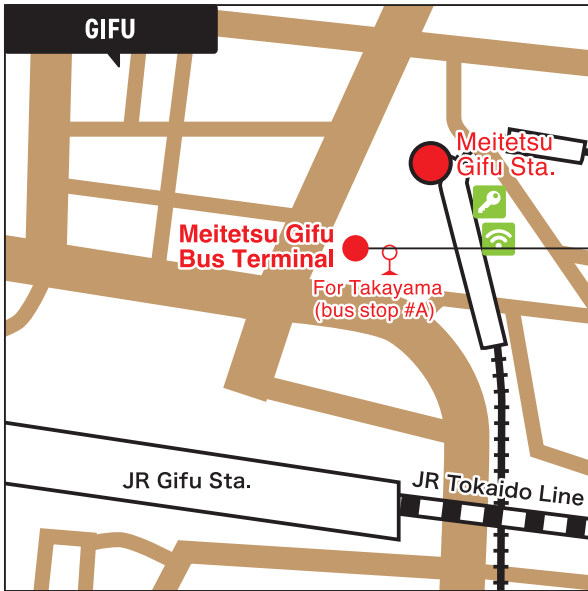 GIFU
Meitetsu
Gifu Sta.
Meitetsu Gifu
Bus Terminal
For Takayama
(bus stop #A)
JR Gifu Sta.
JR Tokaido Line